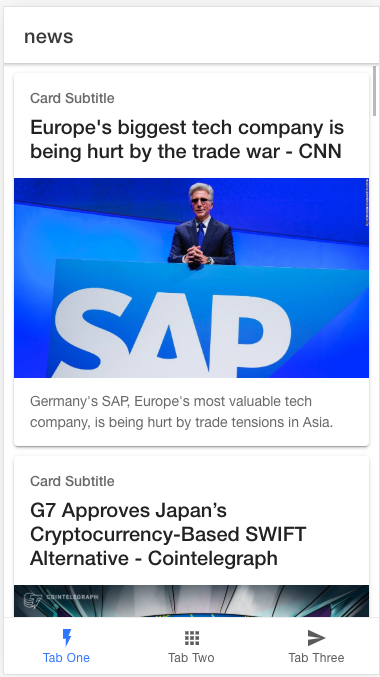 news
Card Subtitle
Europe's biggest tech company is
being hurt by the trade war - CNN
SAP
Germany's SAP, Europe's most valuable tech
company, is being hurt by trade tensions in Asia.
Card Subtitle
G7 Approves Japan’s
Cryptocurrency-Based SWIFT
Alternative - Cointelegraph
COINTELEGRAPH
Tab One
Tab Two
Tab Three